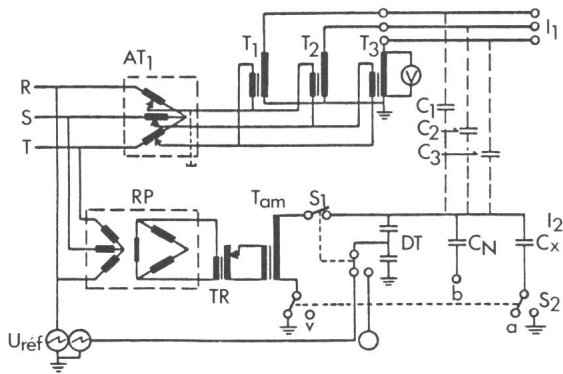 T1 T2 T3
I1
AT1
R
V
S
C1
T
C2
C3
RP
Tam
S1
I2
DT
CN
Cx
TR
b
S2
v
a
Uréf